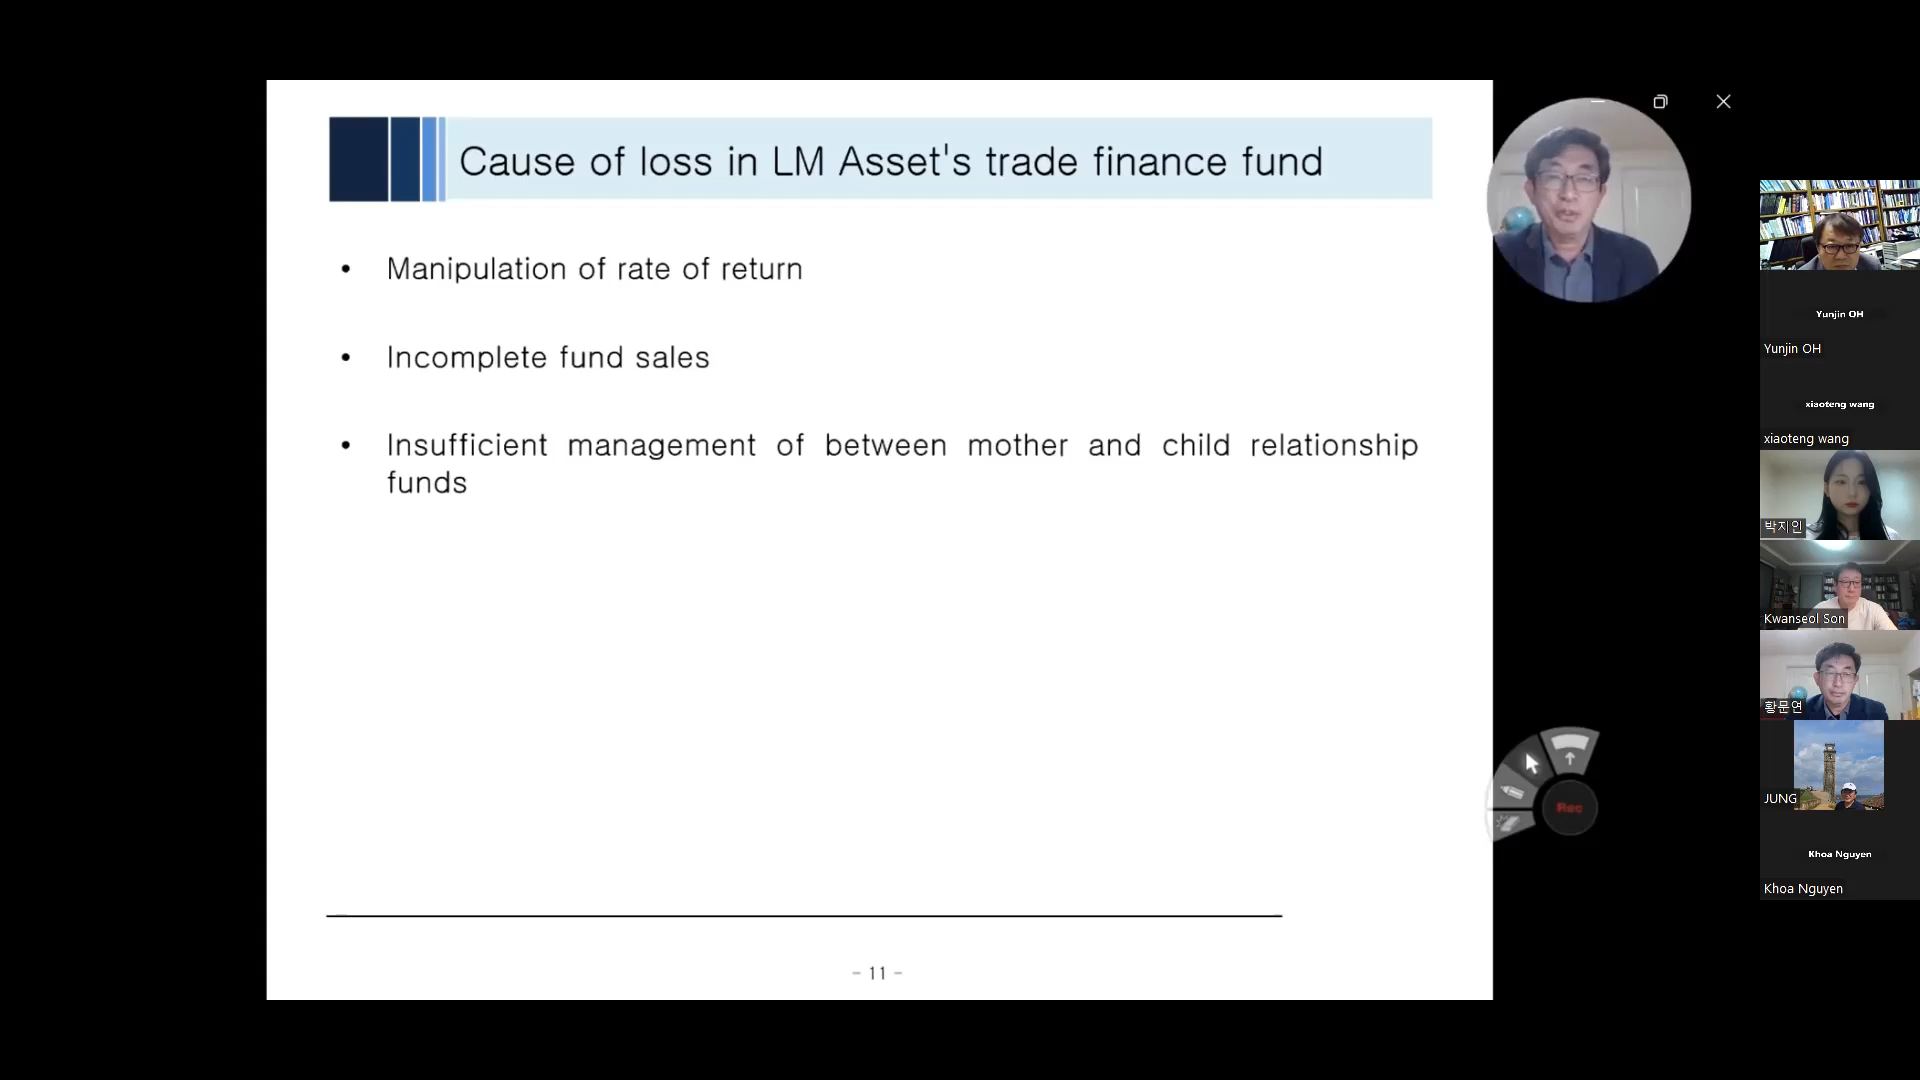 Cause of loss in LM Asset's trade finance fund
• Manipulation of rate of return
• Incomplete fund sales
• Insufficient management of between mother and child relationship
funds
- 11 -
Rec
Yunjin OH
Yunjin OH
xiaoteng wang
xiaoteng wang
박지인
Kwanseol Son
황문연
JUNG
Khoa Nguyen
Khoa Nguyen